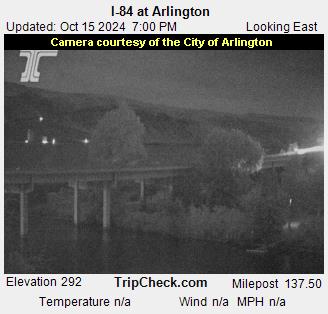 I-84 at Arlington
Updated: Oct 15 2024 7:00 PM Looking East
Camera courtesy of the City of Arlington
Elevation 292 TripCheck.com Milepost 137.50
Temperature n/a Wind n/a MPH n/a